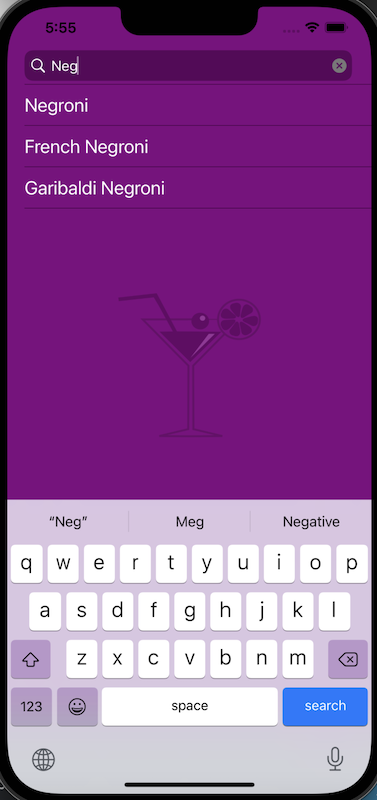 5:55
Neg
Negroni
French Negroni
Garibaldi Negroni
“Neg” Meg Negative
q w e r t y u i o p
a s d f g h j k l
z x c v b n m
123 space search